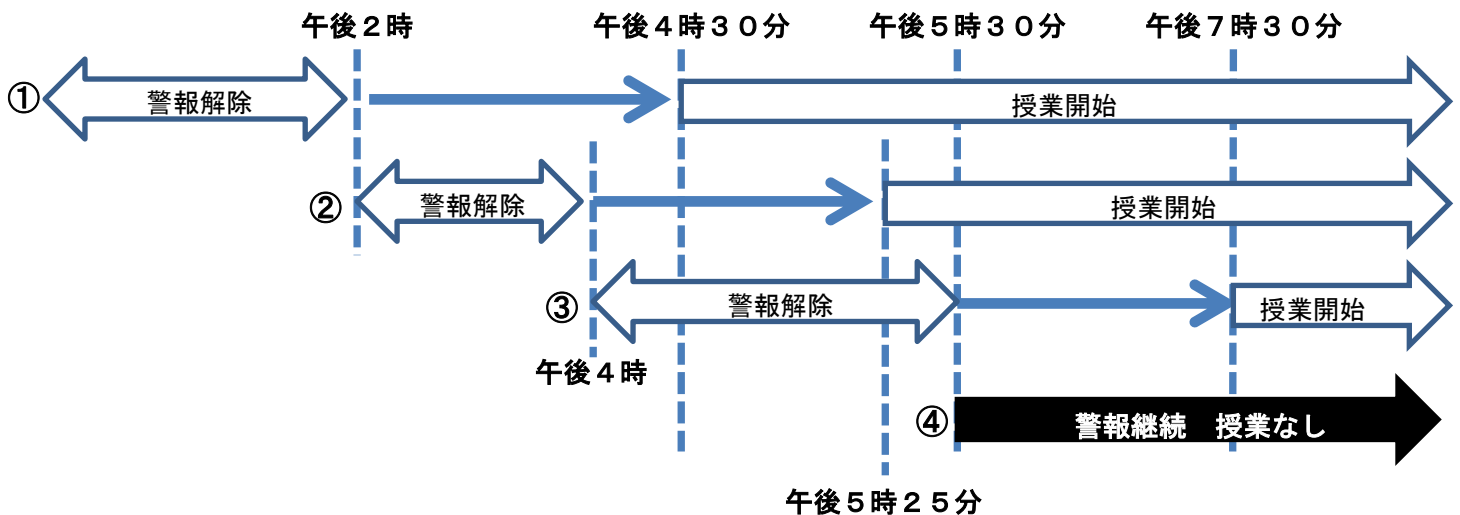 午後２時
午後４時３０分
午後５時３０分
午後７時３０分
① 警報解除 授業開始
② 警報解除 授業開始
③ 警報解除 授業開始
午後４時
④ 警報継続　授業なし
午後５時２５分